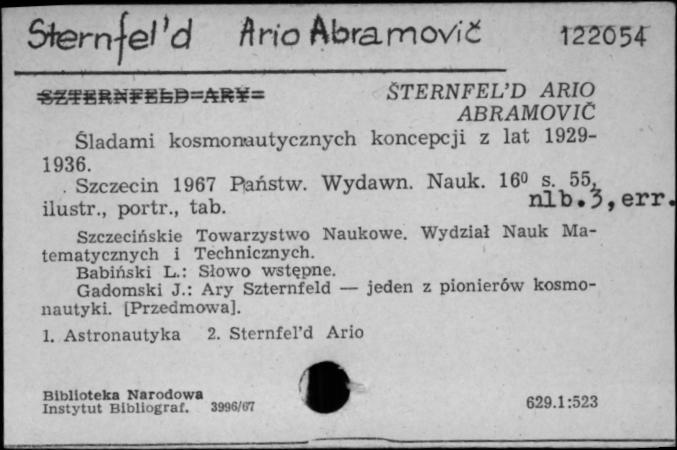 Sternfel'd Ario Abramovič 122054
SZTERNFELD ARY ŠTERNFEL'D ARIO
ABRAMOVIČ
Śladami kosmonautycznych koncepcji z lat 1929-
1936.
Szczecin 1967 Państw. Wydawn. Nauk. 16⁰ s. 55,
ilustr., portr., tab. nlb.3, err.
Szczecińskie Towarzystwo Naukowe. Wydział Nauk Ma-
tematycznych i Technicznych.
Babiński L.: Słowo wstępne.
Gadomski J.: Ary Szternfeld — jeden z pionierów kosmo-
nautyki. [Przedmowa].
1. Astronautyka 2. Sternfel'd Ario
Biblioteka Narodowa
Instytut Bibliograf. 3996/67 629.1:523